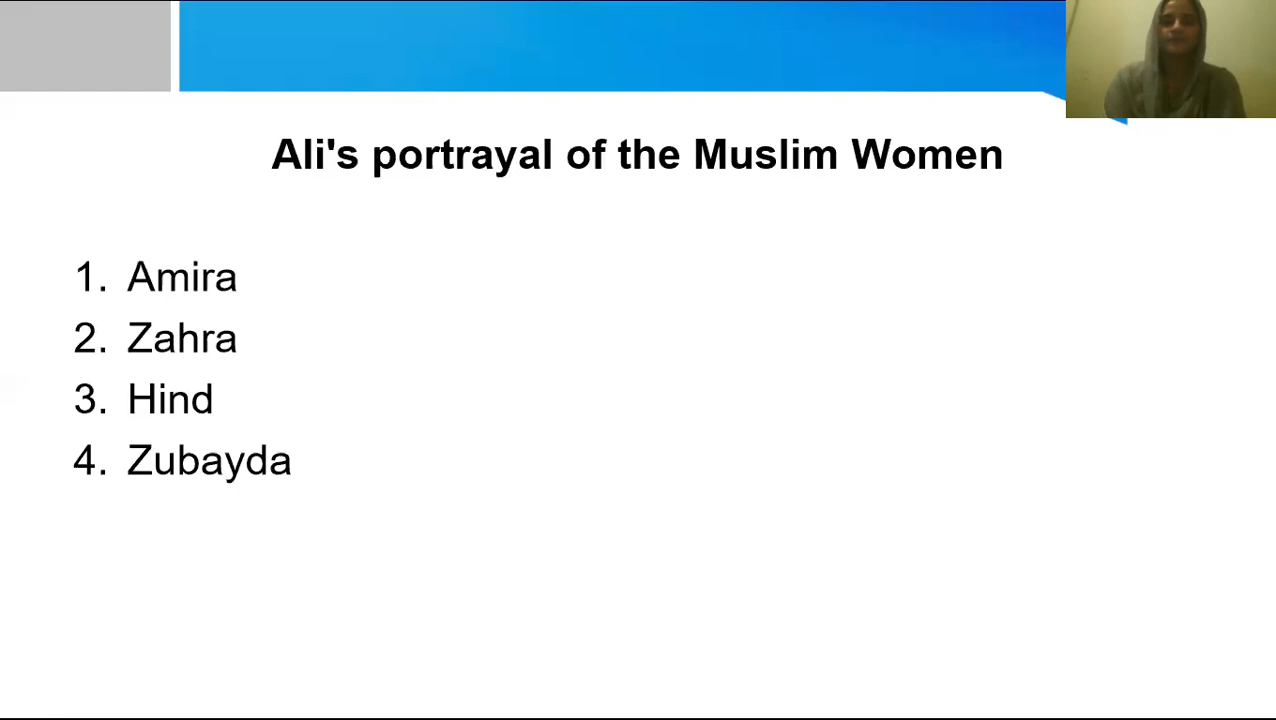 Ali's portrayal of the Muslim Women
1. Amira
2. Zahra
3. Hind
4. Zubayda